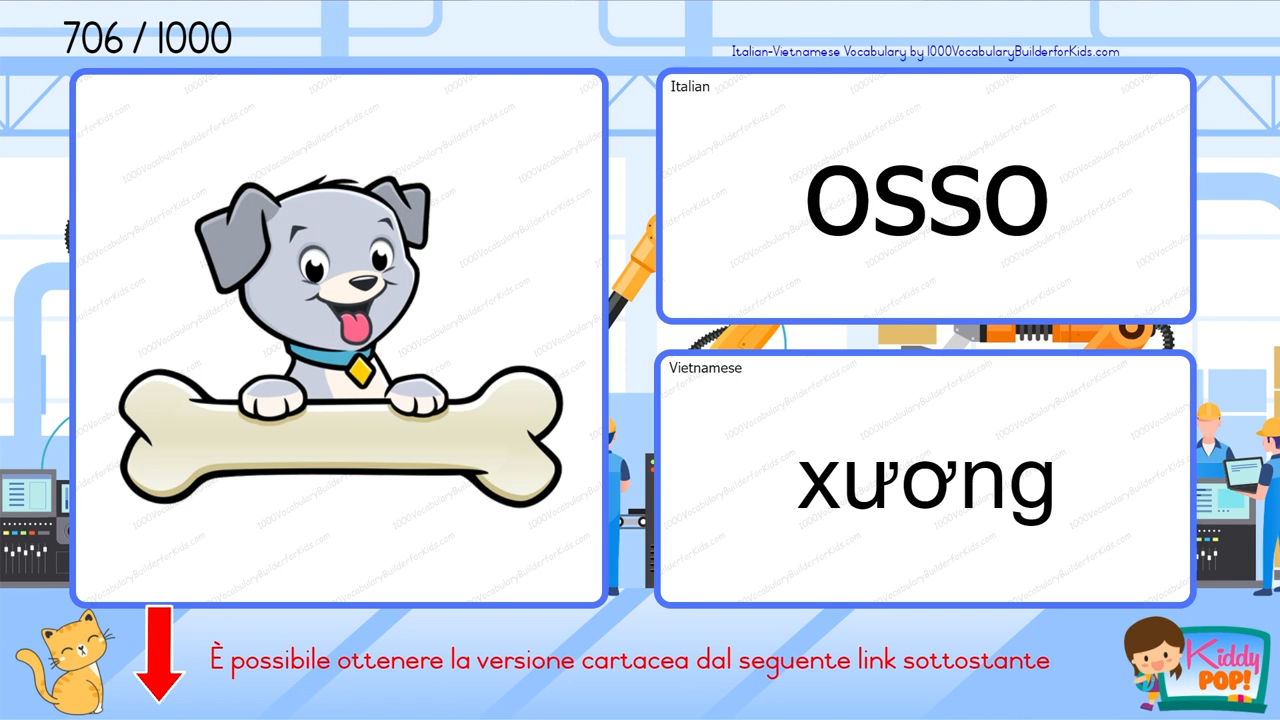 706 / 1000
Italian-Vietnamese Vocabulary by 1000VocabularyBuilderforKids.com
Italian
osso
Vietnamese
xương
È possibile ottenere la versione cartacea dal seguente link sottostante
Kiddy
POP!